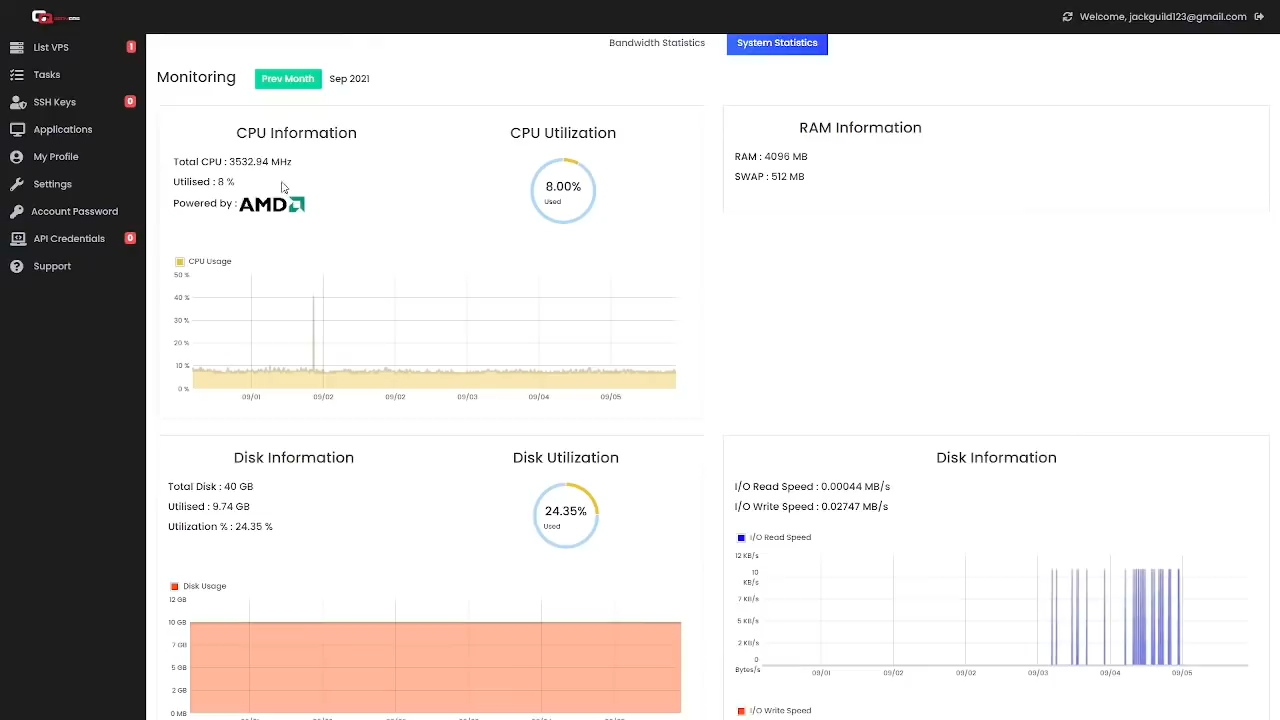 Welcome, jackguild123@gmail.com
List VPS 1
Tasks
SSH Keys 0
Applications
My Profile
Settings
Account Password
API Credentials 0
Support
Bandwidth Statistics
System Statistics
Monitoring
Prev Month
Sep 2021
CPU Information
Total CPU : 3532.94 MHz
Utilised : 8 %
Powered by : AMD
CPU Utilization
8.00%
Used
CPU Usage
50 %
40 %
30 %
20 %
10 %
0 %
09/01 09/02 09/02 09/03 09/04 09/05
RAM Information
RAM : 4096 MB
SWAP : 512 MB
Disk Information
Total Disk : 40 GB
Utilised : 9.74 GB
Utilization % : 24.35 %
Disk Utilization
24.35%
Used
Disk Usage
12 GB
10 GB
7 GB
5 GB
2 GB
0 MB
Disk Information
I/O Read Speed : 0.00044 MB/s
I/O Write Speed : 0.02747 MB/s
I/O Read Speed
12 KB/s
10
KB/s
7 KB/s
5 KB/s
2 KB/s
0
Bytes/s
09/01 09/02 09/02 09/03 09/04 09/05
I/O Write Speed